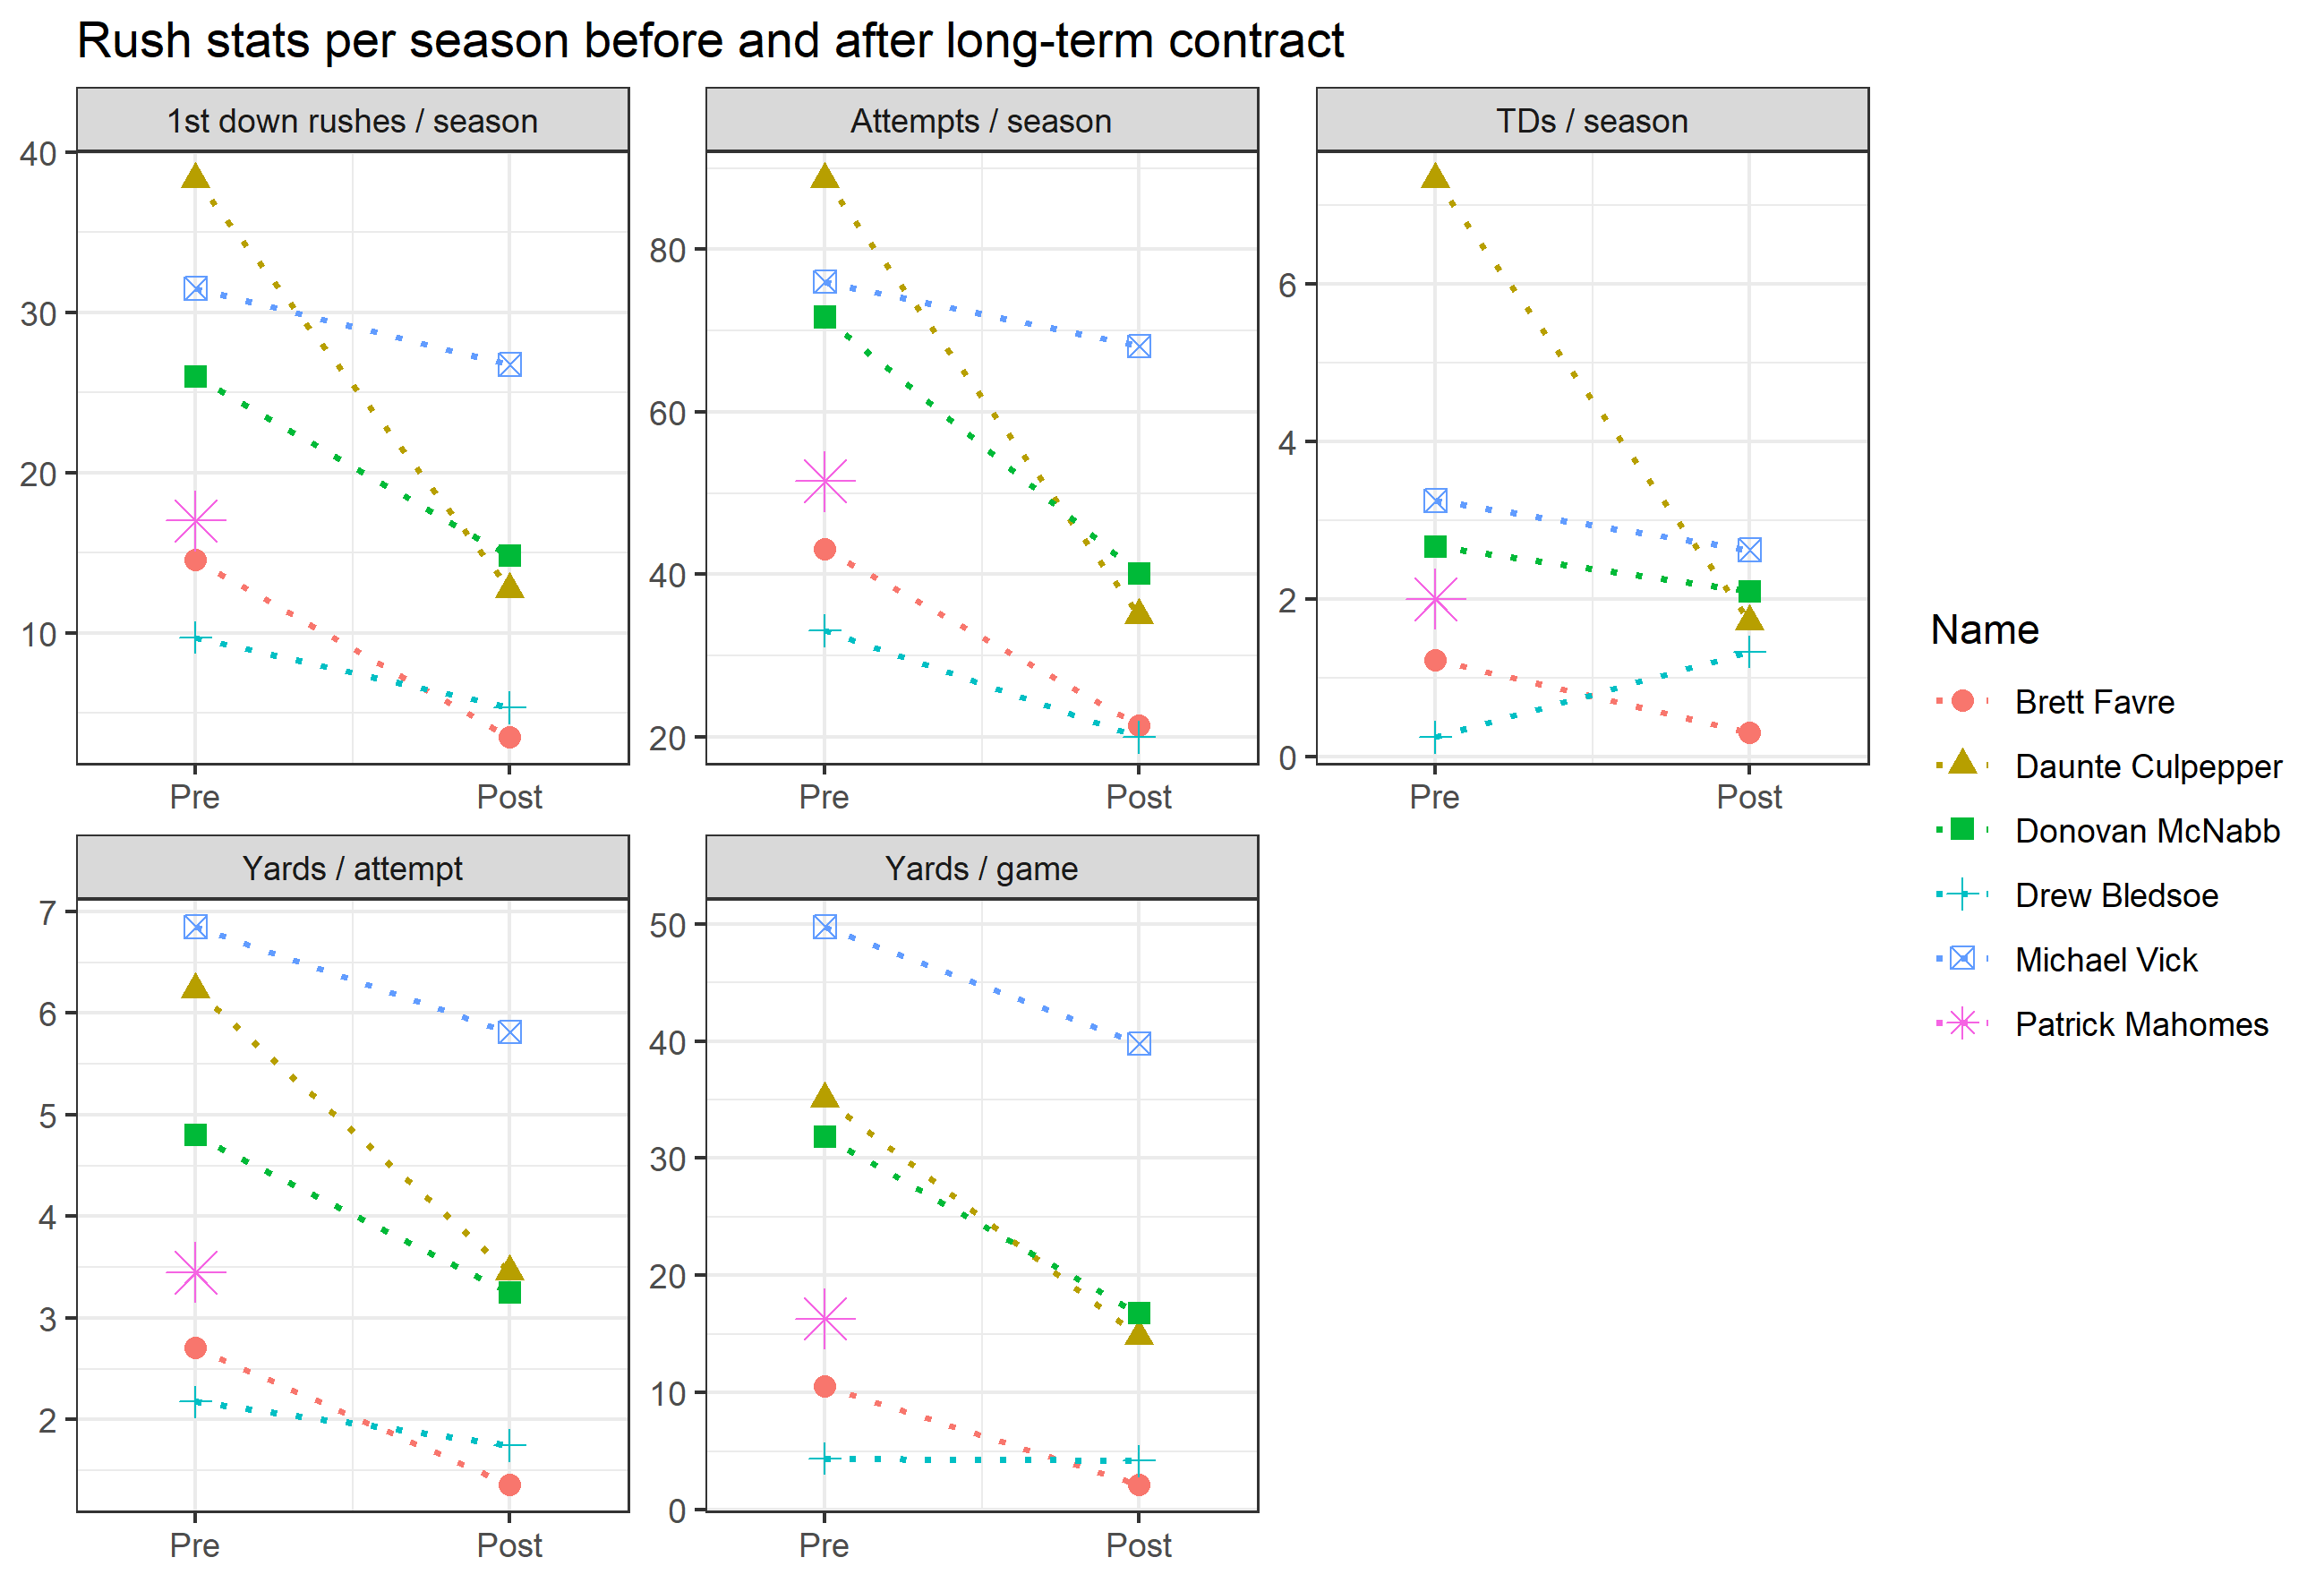 Rush stats per season before and after long-term contract
1st down rushes / season
Attempts / season
TDs / season
40
30
20
10
80
60
40
20
6
4
2
0
Pre
Post
Pre
Post
Pre
Post
Yards / attempt
Yards / game
7
6
5
4
3
2
50
40
30
20
10
0
Pre
Post
Pre
Post
Name
Brett Favre
Daunte Culpepper
Donovan McNabb
Drew Bledsoe
Michael Vick
Patrick Mahomes